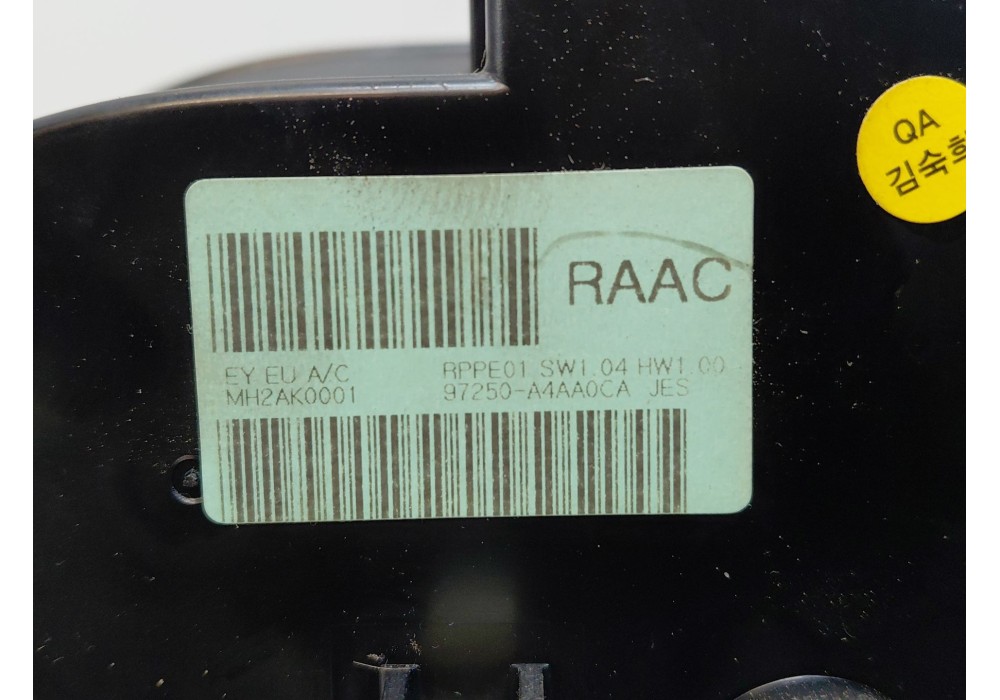 QA
김숙희
RAAC
EY EU A/C RPPE01 SW1.04 HW1.00
MH2AK0001 97250-A4AA0CA JES